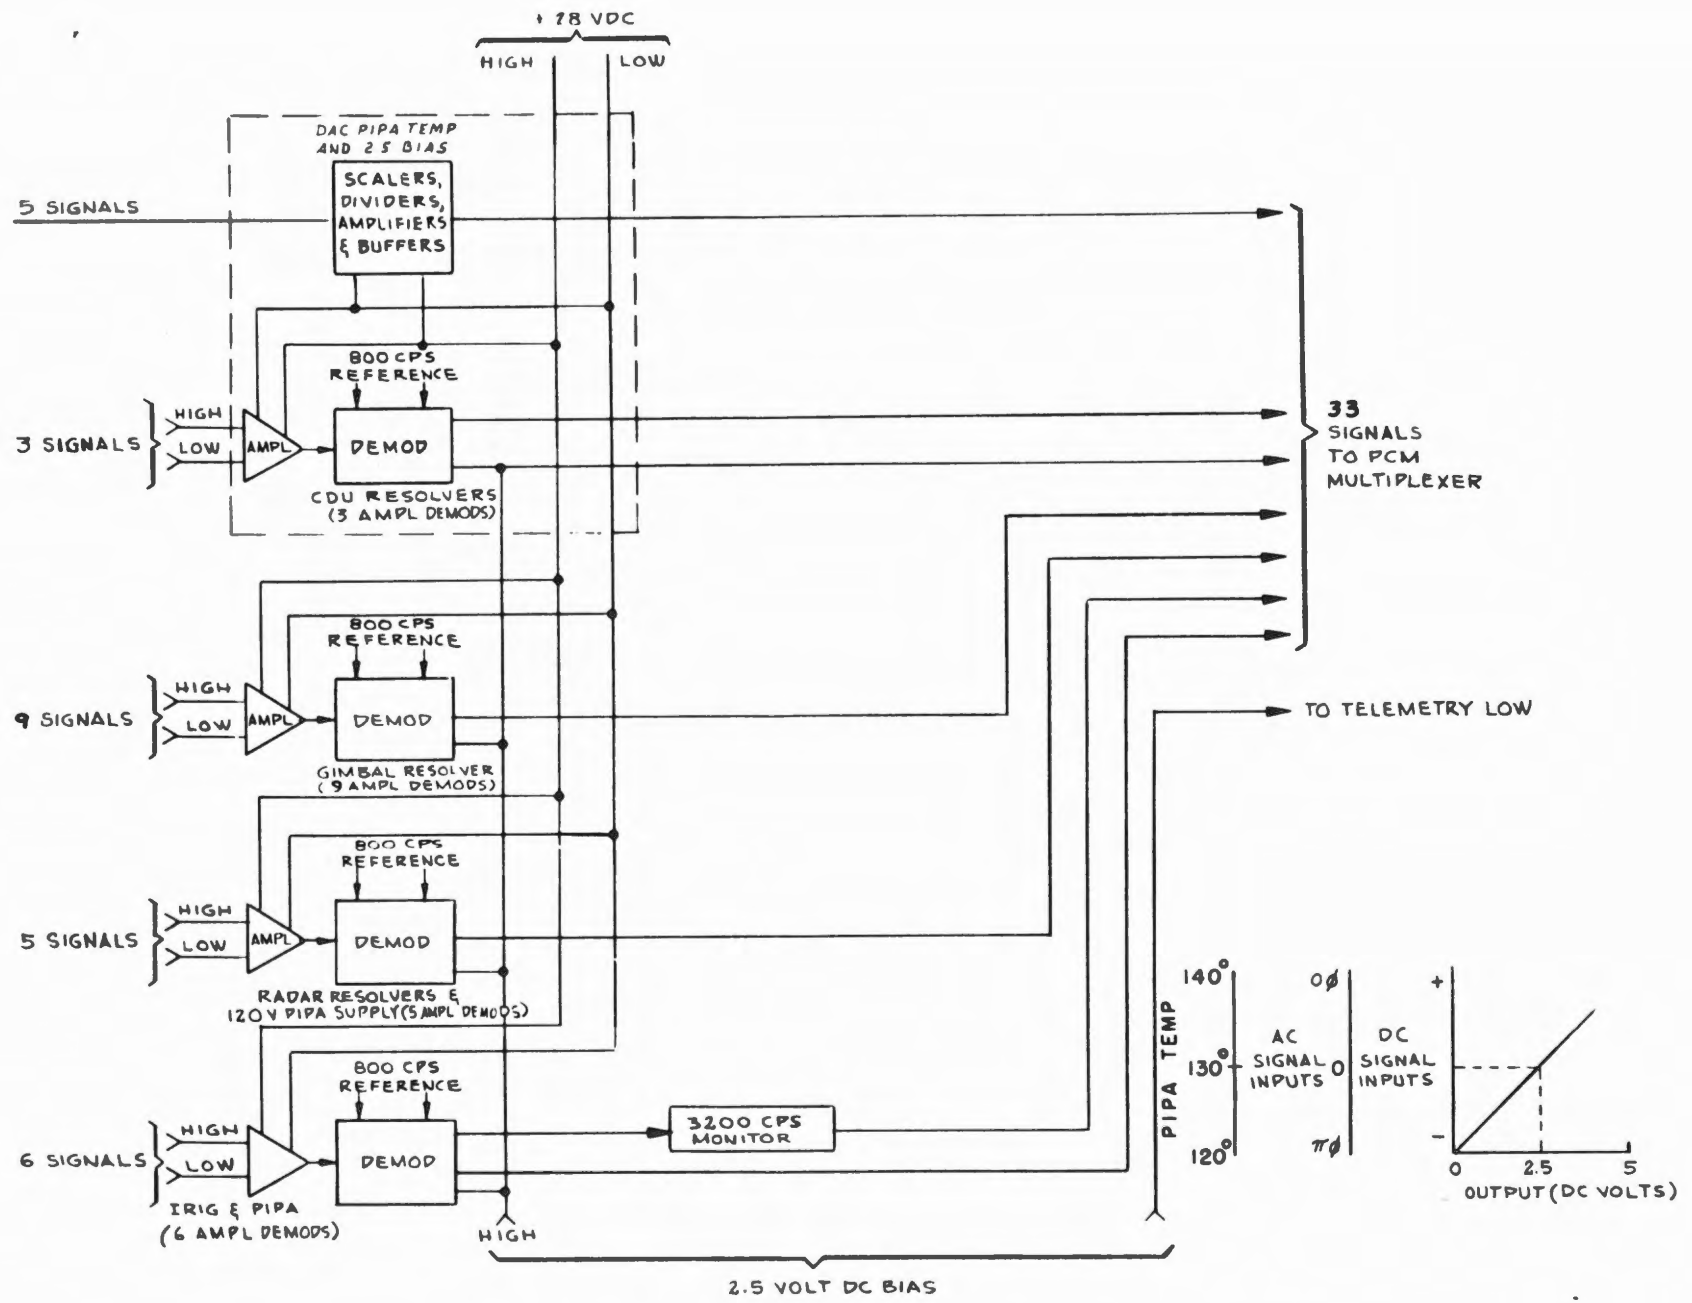 + 28 VDC
HIGH
LOW
DAC PIPA TEMP
AND 2 5 BIAS
SCALERS,
DIVIDERS,
AMPLIFIERS
& BUFFERS
5 SIGNALS
800 CPS
REFERENCE
3 SIGNALS
HIGH
LOW
AMPL
DEMOD
CDU RESOLVERS
(3 AMPL DEMODS)
33
SIGNALS
TO PCM
MULTIPLEXER
800 CPS
REFERENCE
9 SIGNALS
HIGH
LOW
AMPL
DEMOD
GIMBAL RESOLVER
(9 AMPL DEMODS)
TO TELEMETRY LOW
800 CPS
REFERENCE
5 SIGNALS
HIGH
LOW
AMPL
DEMOD
RADAR RESOLVERS &
120V PIPA SUPPLY(5 AMPL DEMODS)
800 CPS
REFERENCE
6 SIGNALS
HIGH
LOW
AMPL
DEMOD
IRIG & PIPA
(6 AMPL DEMODS)
3200 CPS
MONITOR
HIGH
2.5 VOLT DC BIAS
PIPA TEMP
140°
130°
120°
AC
SIGNAL
INPUTS
0ϕ
0
πϕ
DC
SIGNAL
INPUTS
+
–
0 2.5 5
OUTPUT (DC VOLTS)